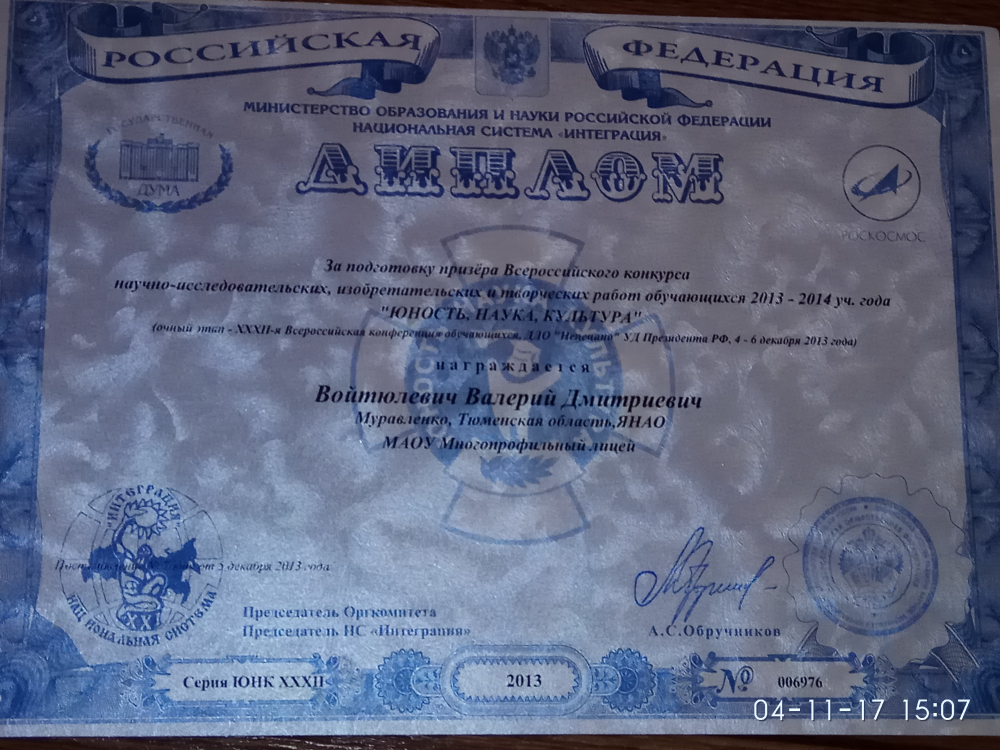 РОССИЙСКАЯ ФЕДЕРАЦИЯ
МИНИСТЕРСТВО ОБРАЗОВАНИЯ И НАУКИ РОССИЙСКОЙ ФЕДЕРАЦИИ
НАЦИОНАЛЬНАЯ СИСТЕМА «ИНТЕГРАЦИЯ»
ГОСУДАРСТВЕННАЯ
ДУМА
ДИПЛОМ
РОСКОСМОС
За подготовку призёра Всероссийского конкурса
научно-исследовательских, изобретательских и творческих работ обучающихся 2013 - 2014 уч. года
"ЮНОСТЬ, НАУКА, КУЛЬТУРА"
(очный этап - XXXII-я Всероссийская конференция обучающихся, ДЗО "Непецино" УД Президента РФ, 4 - 6 декабря 2013 года)
награждается
Войтюлевич Валерий Дмитриевич
Муравленко, Тюменская область,ЯНАО
МАОУ Многопрофильный лицей
"ИНТЕГРАЦИЯ"
XXI
НАЦИОНАЛЬНАЯ СИСТЕМА
декабря 2013 года
Председатель Оргкомитета
Председатель НС «Интеграция»
А.С.Обручников
Серия ЮНК XXXII
2013
№ 006976
04-11-17 15:07